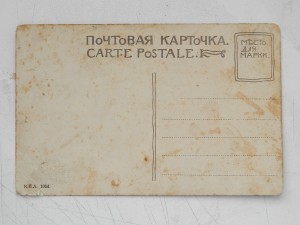 ПОЧТОВАЯ КАРТОЧКА.
CARTE POSTALE.
МѢСТО
ДЛЯ
МАРКИ.